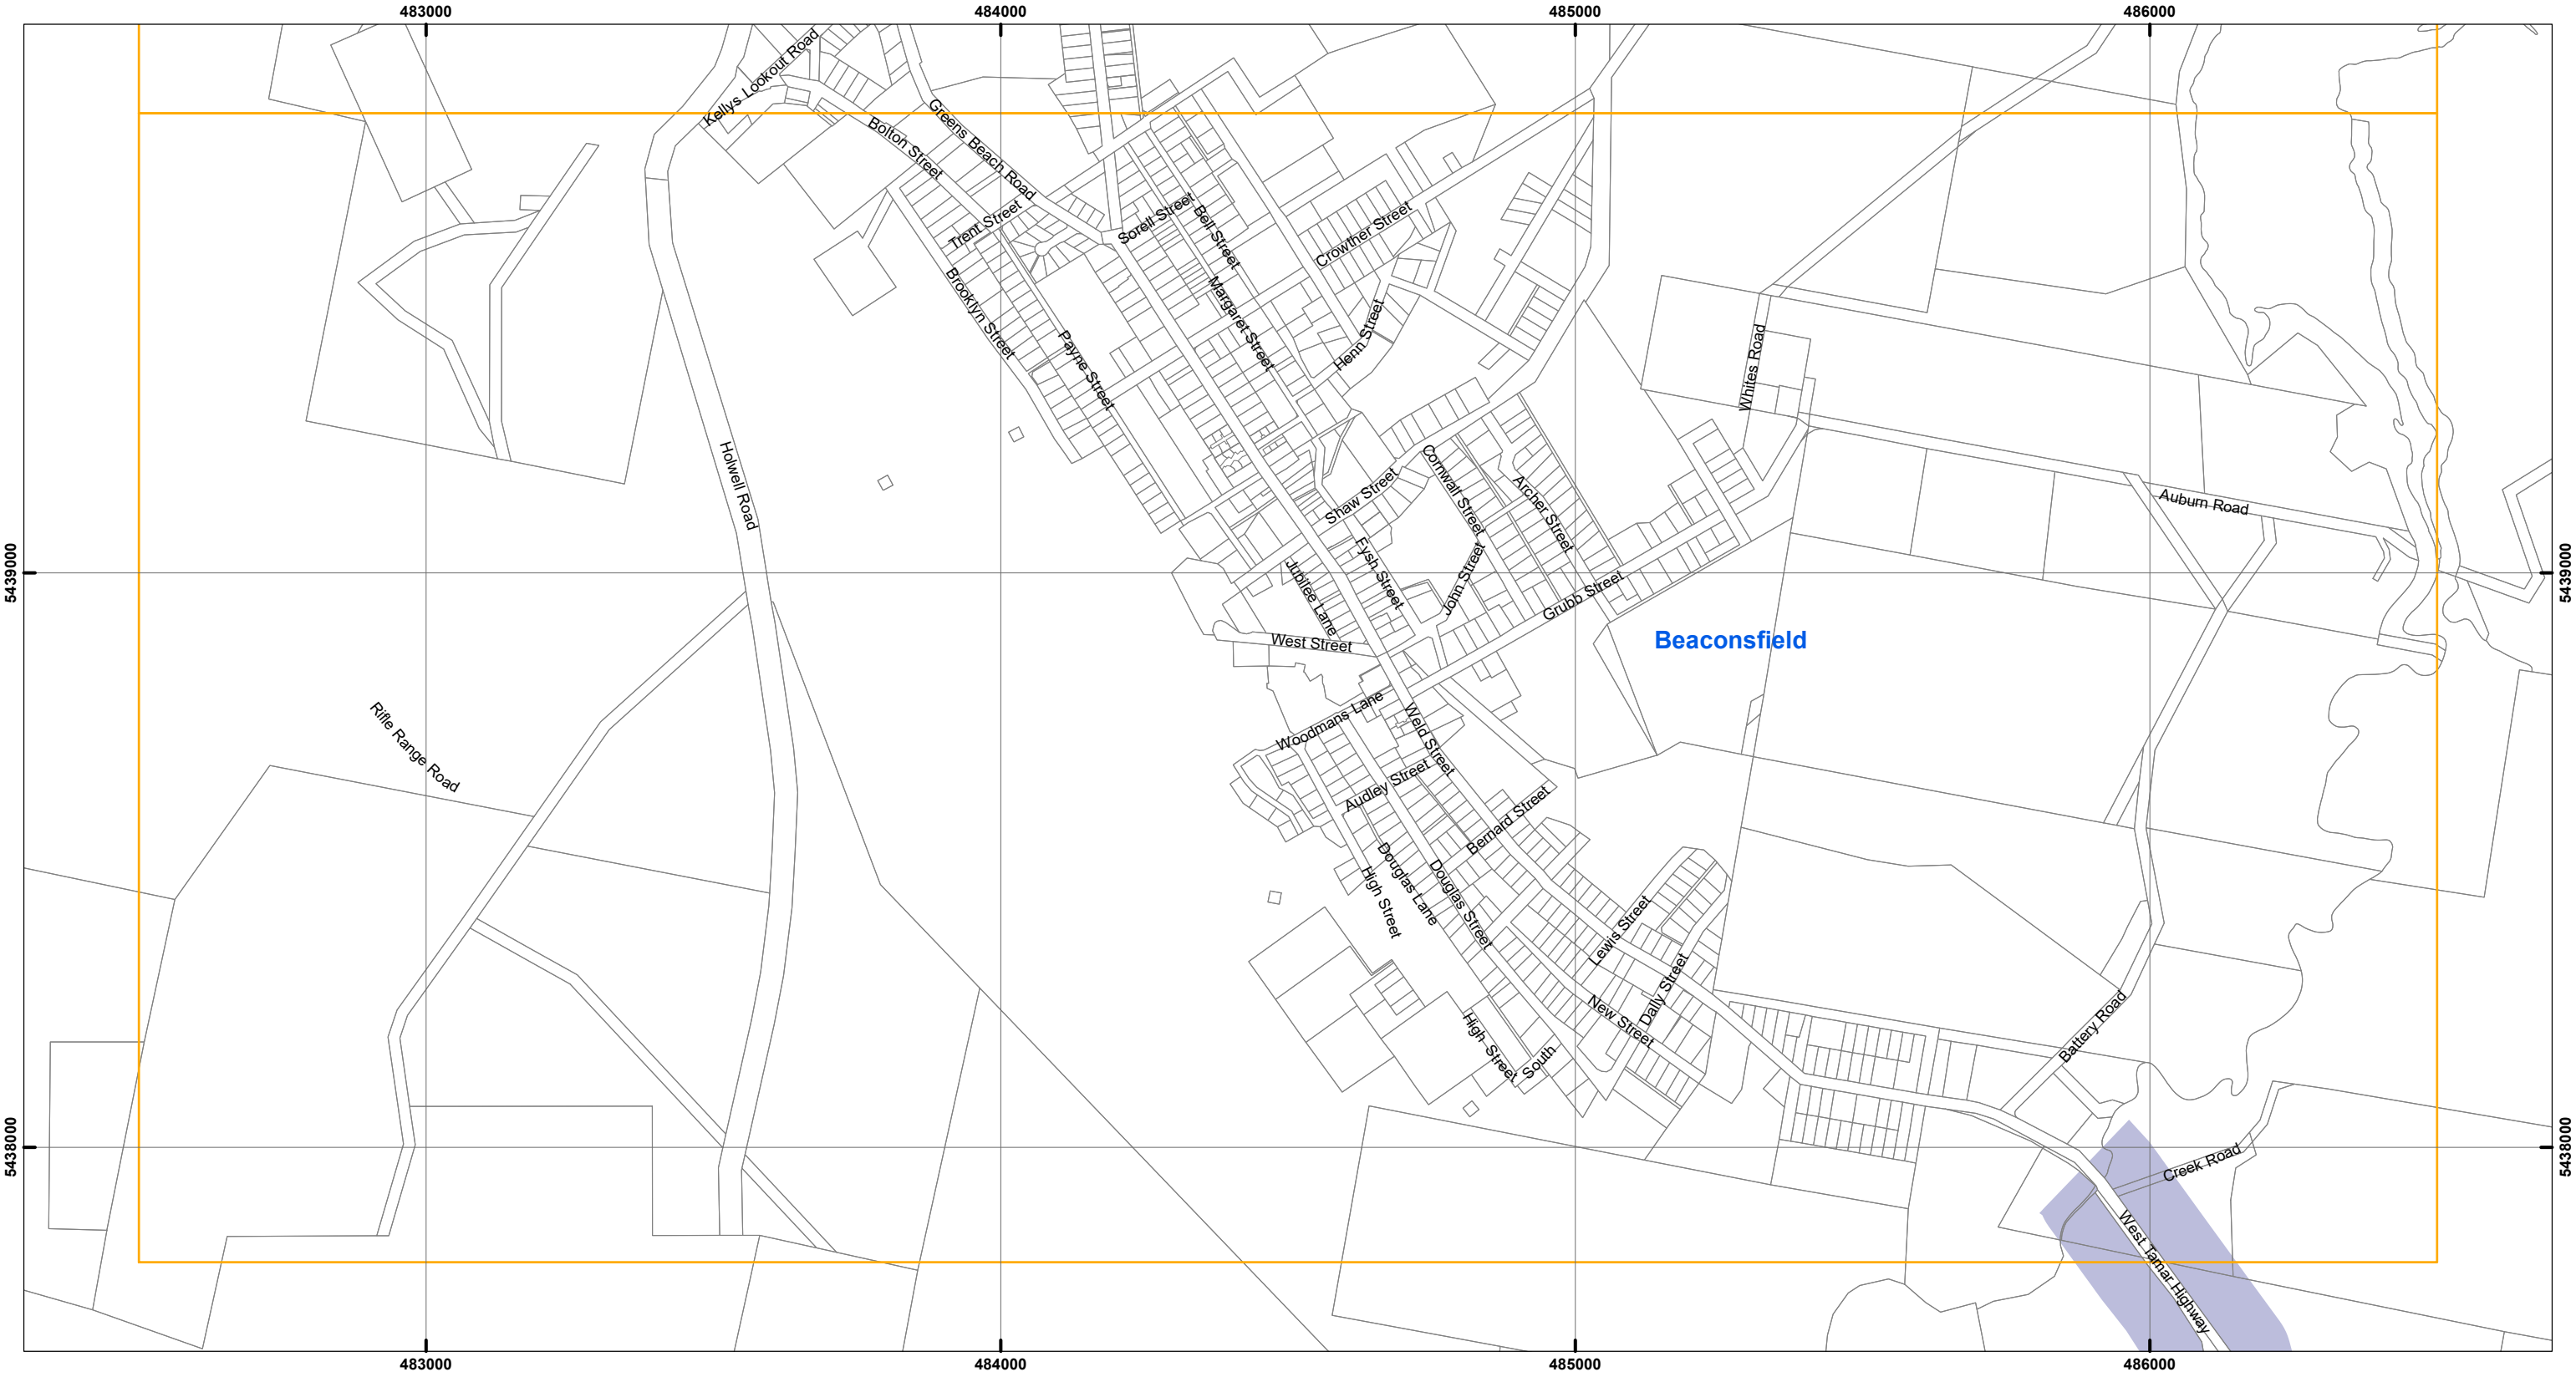 483000
484000
485000
486000
Kellys Lookout Road
Greens Beach Road
Bolton Street
Trent Street
Sorell Street
Bell Street
Crowther Street
Brooklyn Street
Margaret Street
Payne Street
Henn Street
Whites Road
Holwell Road
Shaw Street
Cornwall Street
Archer Street
Auburn Road
5439000
5439000
Fysh Street
John Street
Jubilee Lane
Grubb Street
West Street
Beaconsfield
Rifle Range Road
Woodmans Lane
Weld Street
Audley Street
Bernard Street
Douglas Lane
Douglas Street
High Street
Lewis Street
Dally Street
New Street
High Street
South
Battery Road
5438000
5438000
Creek Road
West Tamar Highway
483000
484000
485000
486000